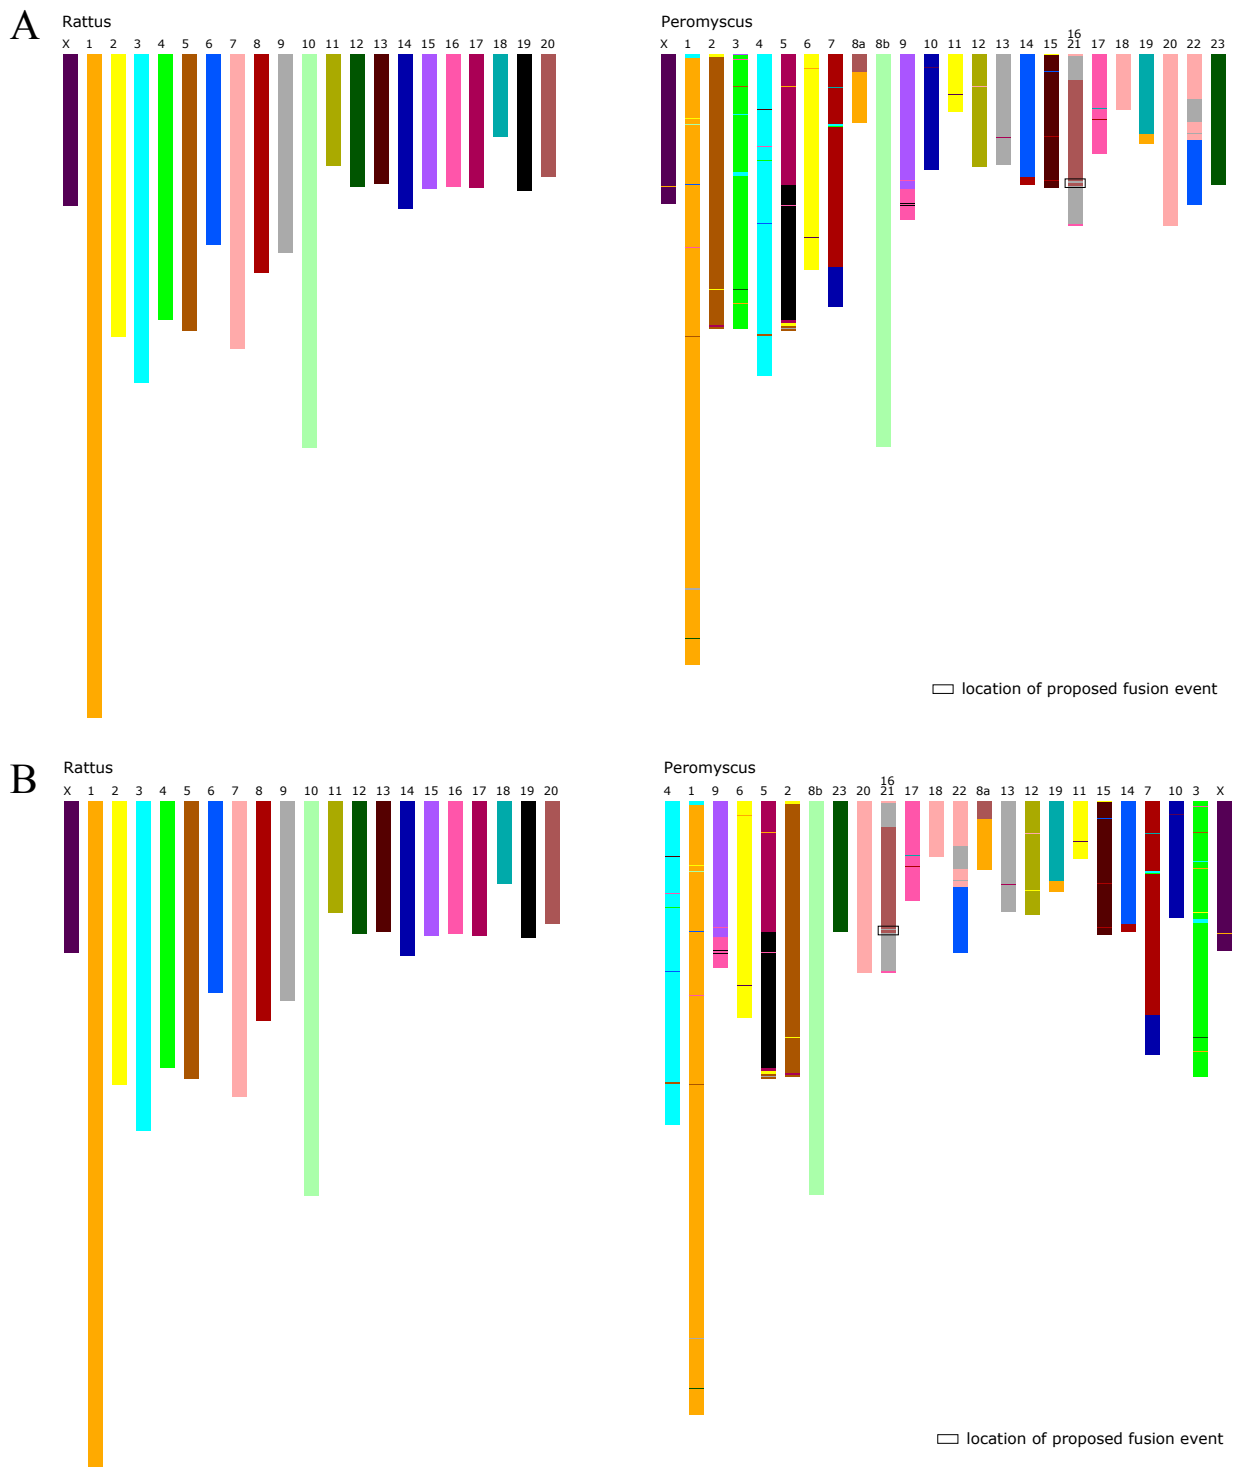 A
Rattus
X 1 2 3 4 5 6 7 8 9 10 11 12 13 14 15 16 17 18 19 20
Peromyscus
16
X 1 2 3 4 5 6 7 8a 8b 9 10 11 12 13 14 15 21 17 18 19 20 22 23
location of proposed fusion event
B
Rattus
X 1 2 3 4 5 6 7 8 9 10 11 12 13 14 15 16 17 18 19 20
Peromyscus
16
4 1 9 6 5 2 8b 23 20 21 17 18 22 8a 13 12 19 11 15 14 7 10 3 X
location of proposed fusion event